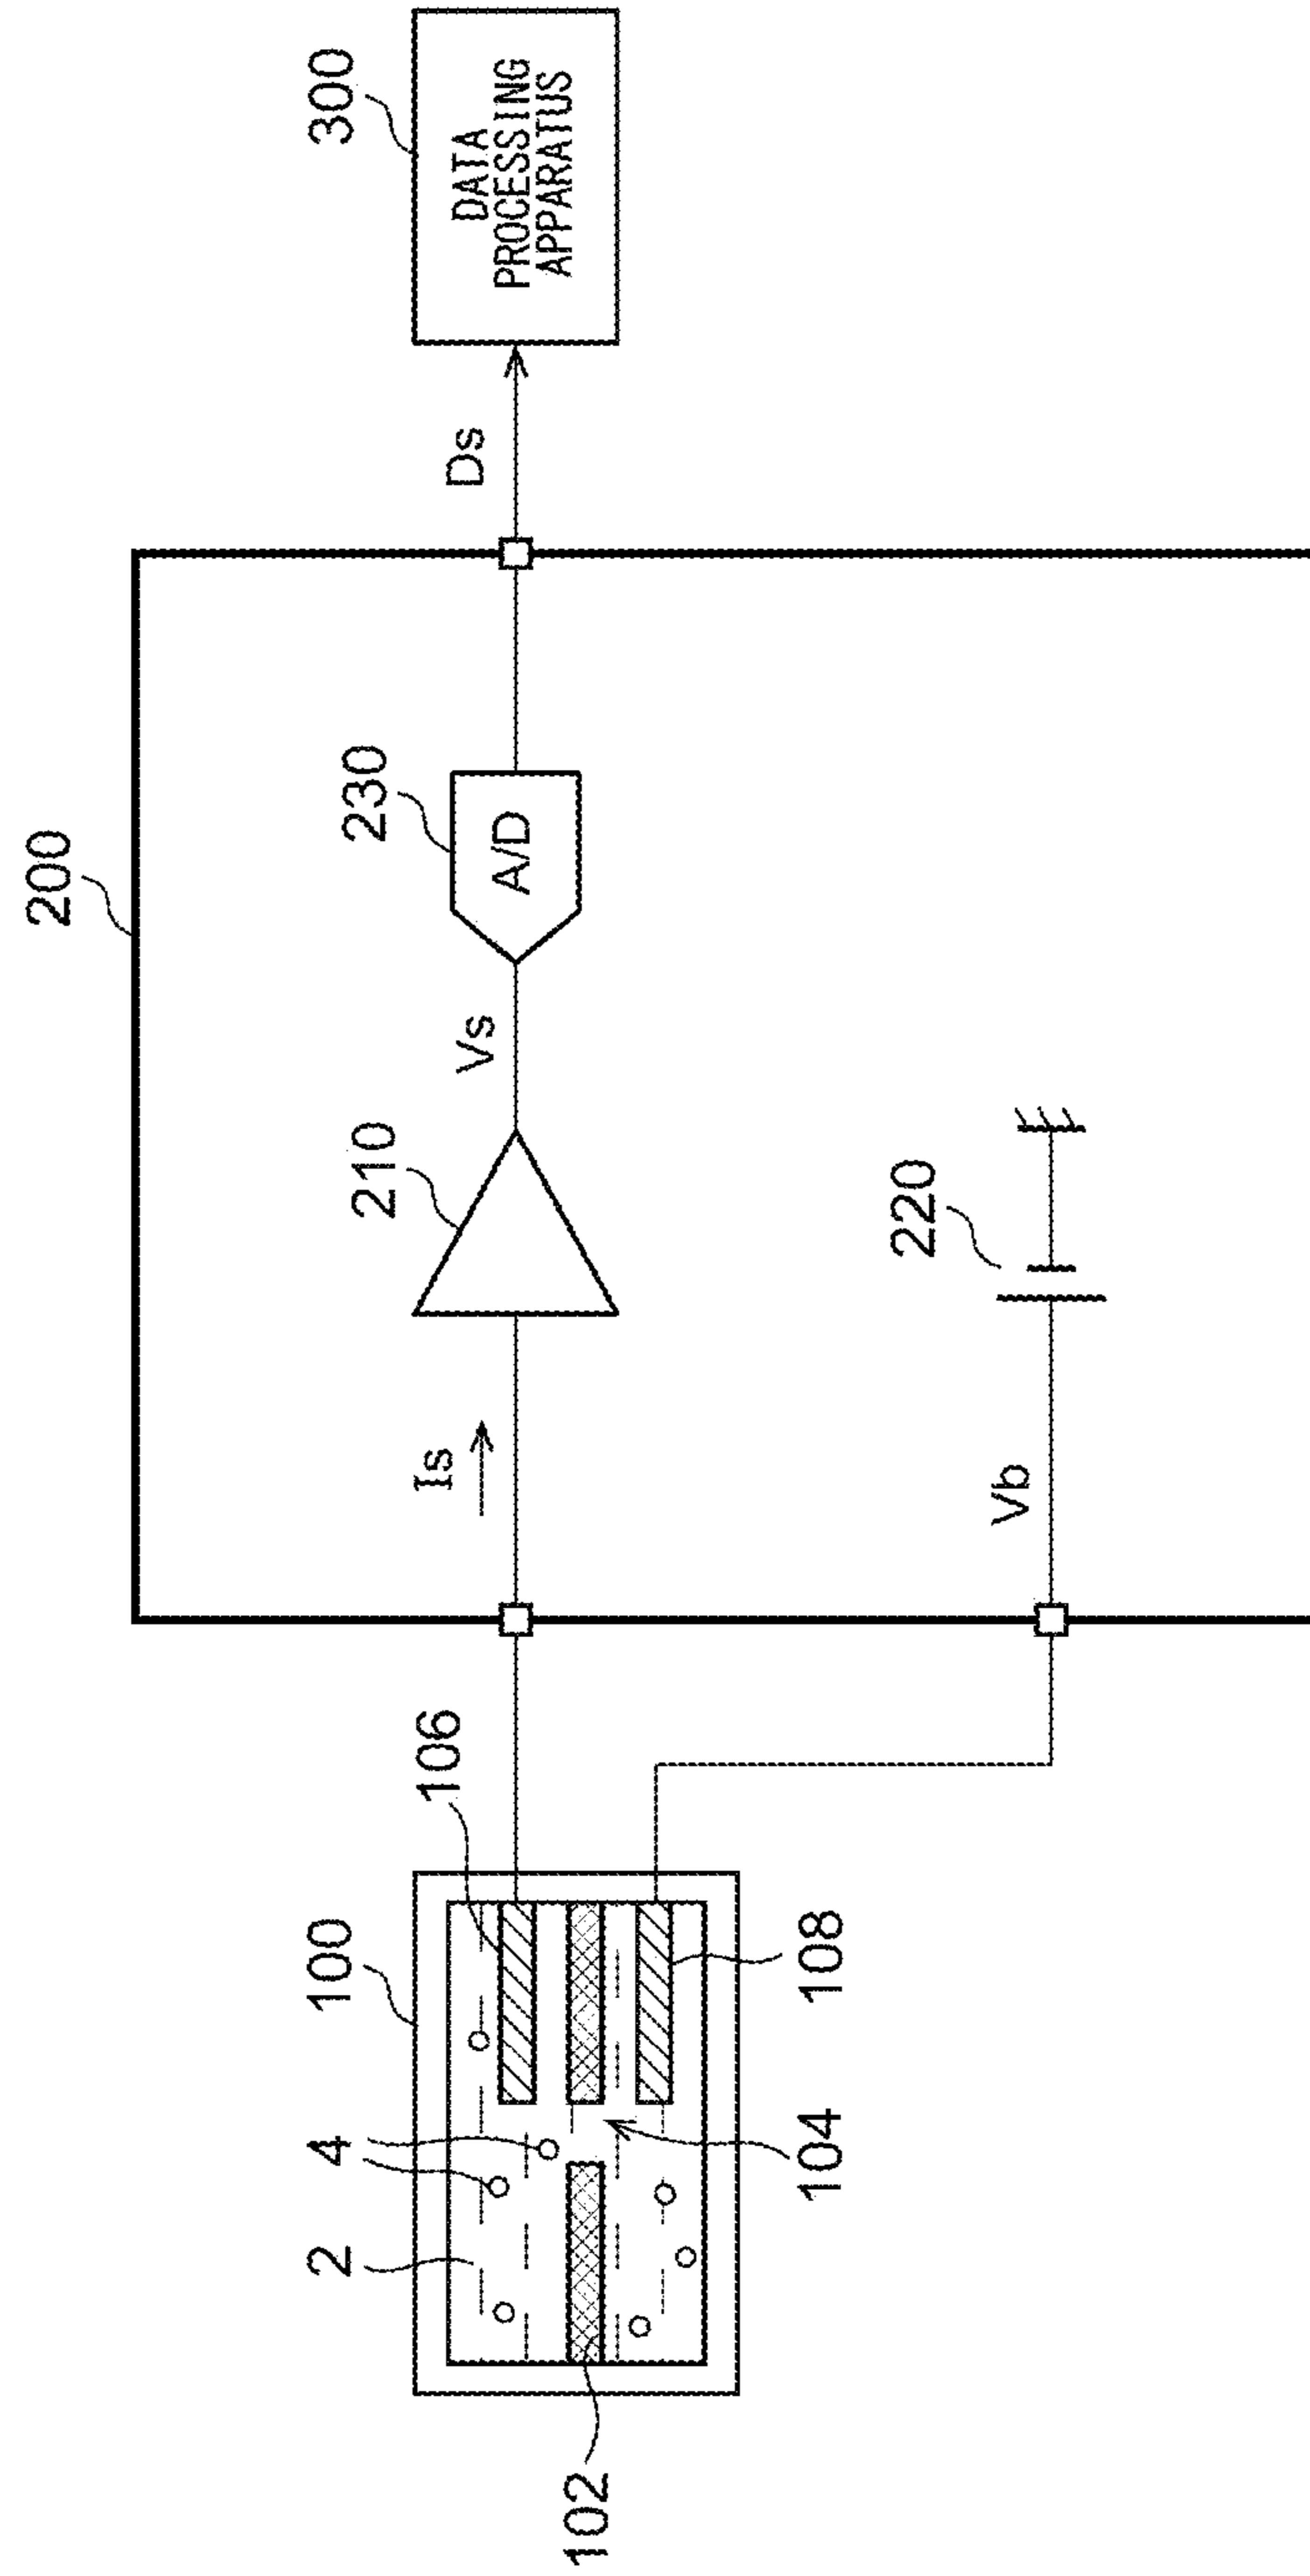 200
300
DATA
PROCESSING
APPARATUS
Ds
230
A/D
Vs
210
Is
220
Vb
100
106
4
2
102
104
108